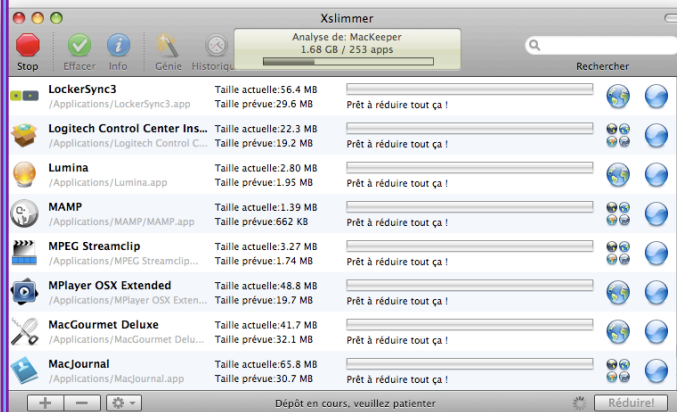 Xslimmer
Analyse de: MacKeeper
1.68 GB / 253 apps
Stop Effacer Info Génie Historiqu Rechercher
LockerSync3 Taille actuelle:56.4 MB
/Applications/LockerSync3.app Taille prévue:29.6 MB Prêt à réduire tout ça !
Logitech Control Center Ins... Taille actuelle:22.3 MB
/Applications/Logitech Control C... Taille prévue:19.2 MB Prêt à réduire tout ça !
Lumina Taille actuelle:2.80 MB
/Applications/Lumina.app Taille prévue:1.95 MB Prêt à réduire tout ça !
MAMP Taille actuelle:1.39 MB
/Applications/MAMP/MAMP.app Taille prévue:662 KB Prêt à réduire tout ça !
MPEG Streamclip Taille actuelle:3.27 MB
/Applications/MPEG Streamclip... Taille prévue:1.74 MB Prêt à réduire tout ça !
MPlayer OSX Extended Taille actuelle:48.8 MB
/Applications/MPlayer OSX Exten... Taille prévue:19.7 MB Prêt à réduire tout ça !
MacGourmet Deluxe Taille actuelle:41.7 MB
/Applications/MacGourmet Delu... Taille prévue:32.1 MB Prêt à réduire tout ça !
MacJournal Taille actuelle:65.8 MB
/Applications/MacJournal.app Taille prévue:30.7 MB Prêt à réduire tout ça !
Dépôt en cours, veuillez patienter Réduire!